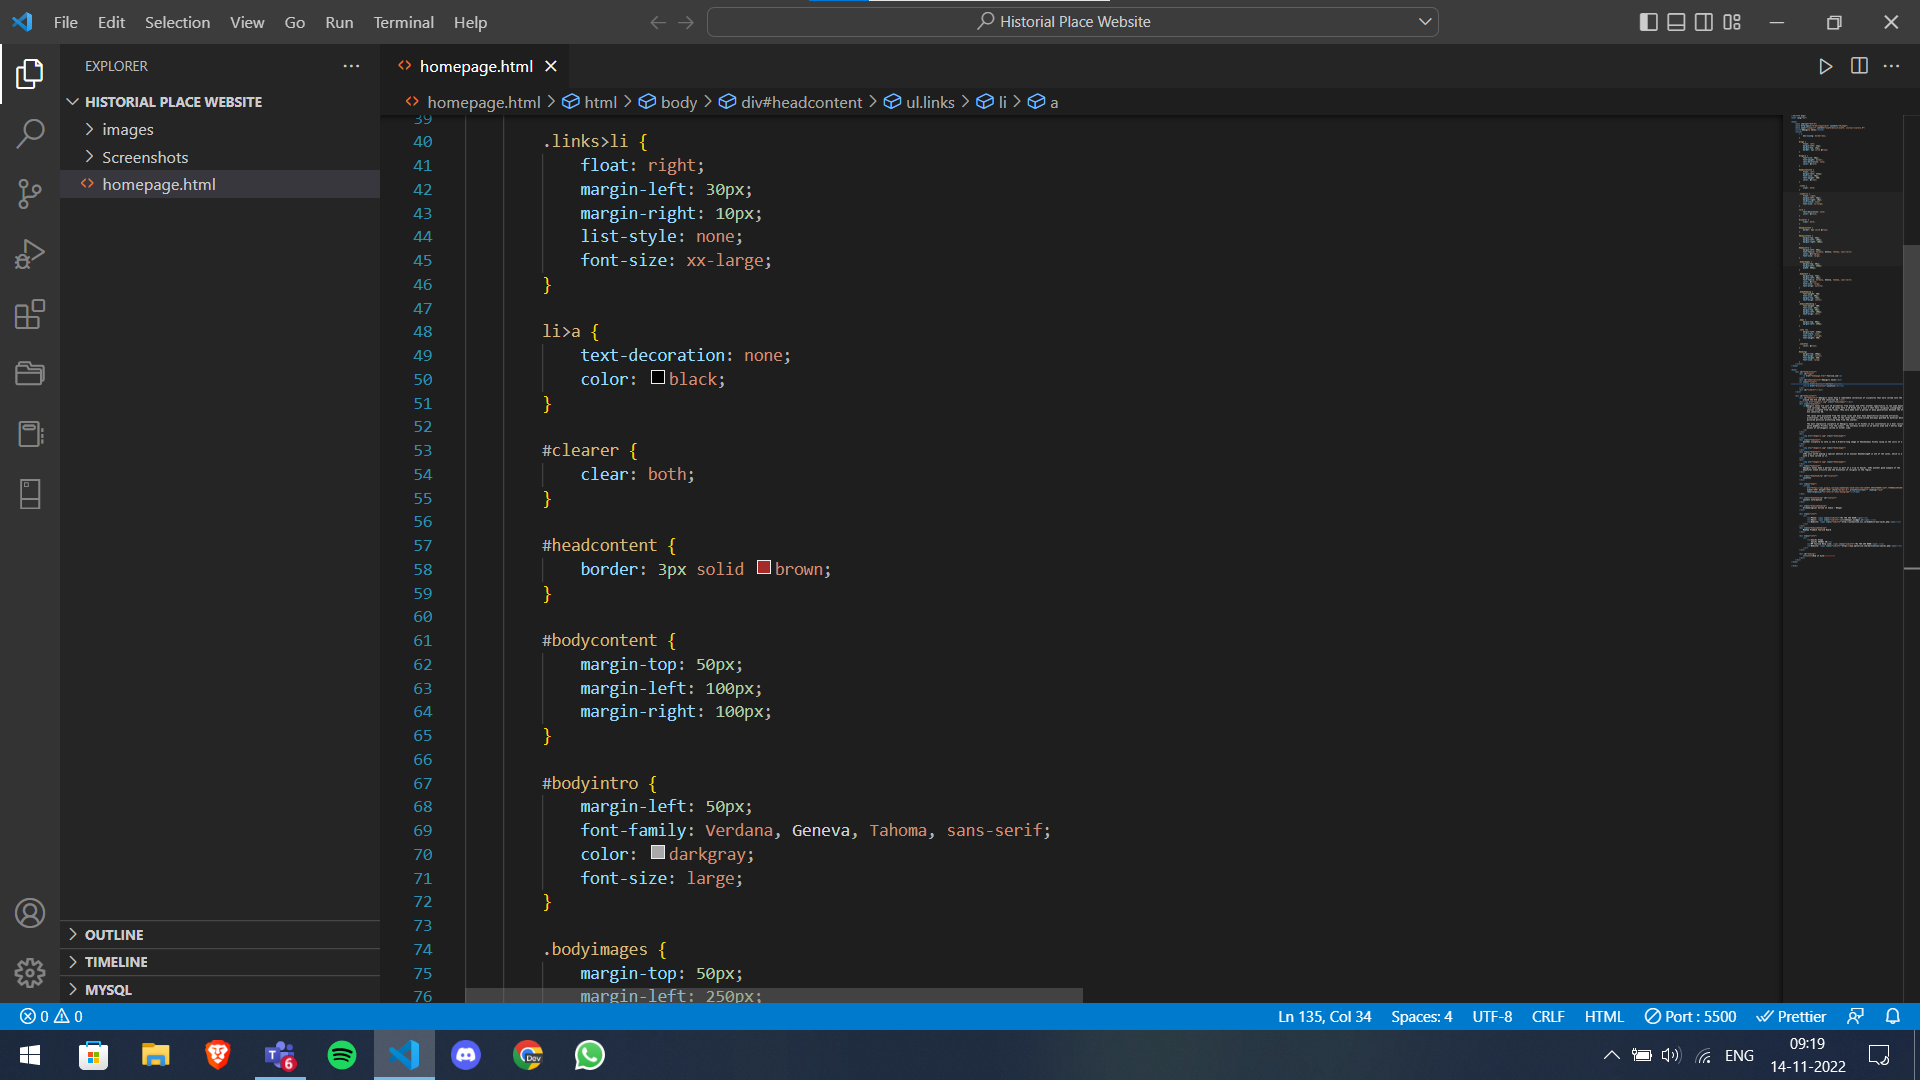 File Edit Selection View Go Run Terminal Help
Historial Place Website
EXPLORER
HISTORIAL PLACE WEBSITE
images
Screenshots
homepage.html
OUTLINE
TIMELINE
MYSQL
homepage.html
homepage.html > html > body > div#headcontent > ul.links > li > a
39
40 .links>li {
41 float: right;
42 margin-left: 30px;
43 margin-right: 10px;
44 list-style: none;
45 font-size: xx-large;
46 }
47
48 li>a {
49 text-decoration: none;
50 color: black;
51 }
52
53 #clearer {
54 clear: both;
55 }
56
57 #headcontent {
58 border: 3px solid brown;
59 }
60
61 #bodycontent {
62 margin-top: 50px;
63 margin-left: 100px;
64 margin-right: 100px;
65 }
66
67 #bodyintro {
68 margin-left: 50px;
69 font-family: Verdana, Geneva, Tahoma, sans-serif;
70 color: darkgray;
71 font-size: large;
72 }
73
74 .bodyimages {
75 margin-top: 50px;
76 margin-left: 250px;
0 0
Ln 135, Col 34 Spaces: 4 UTF-8 CRLF HTML Port : 5500 Prettier
6
Dev
ENG
09:19
14-11-2022